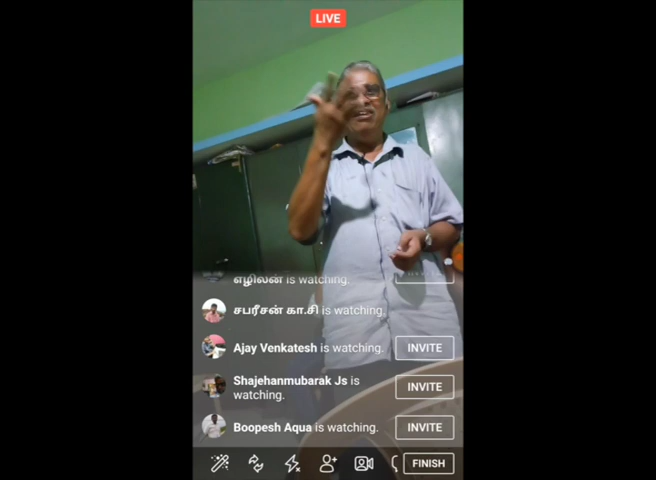 LIVE
எழிலன் is watching.
சபரீசன் கா.சி is watching.
Ajay Venkatesh is watching.
INVITE
Shajehanmubarak Js is
watching.
INVITE
Boopesh Aqua is watching.
INVITE
FINISH